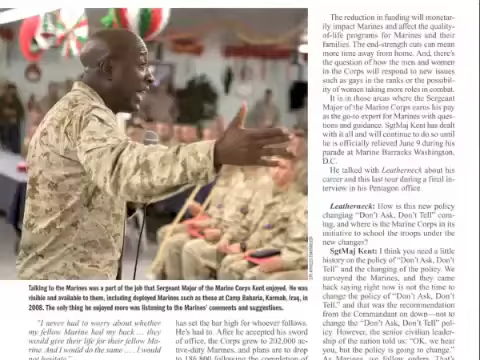 The reduction in funding will monetar-
ily impact Marines and affect the quality-
of-life programs for Marines and their
families. The end-strength cuts can mean
more time away from home. And, there's
the question of how the men and women
in the Corps will respond to new issues
such as gays in the ranks or the possibil-
ity of women taking more roles in combat.
It is in those areas where the Sergeant
Major of the Marine Corps earns his pay
as the go-to expert for Marines with ques-
tions and guidance. SgtMaj Kent has dealt
with it all and will continue to do so until
he is officially relieved June 9 during his
parade at Marine Barracks Washington,
D.C.
He talked with Leatherneck about his
career and this last tour during a final in-
terview in his Pentagon office.
Leatherneck: How is this new policy
changing "Don't Ask, Don't Tell" com-
ing, and where is the Marine Corps in its
initiative to school the troops under the
new changes?
SgtMaj Kent: I think you need a little
history on the policy of "Don't Ask, Don't
Tell" and the changing of the policy. We
surveyed the Marines, and they came
back saying right now is not the time to
change the policy of "Don't Ask, Don't
Tell," and that was the recommendation
from the Commandant on down—not to
change the "Don't Ask, Don't Tell" pol-
icy. However, the senior civilian leader-
ship of the nation told us: "OK, we hear
you, but the policy is going to change."
Talking to the Marines was a part of the job that Sergeant Major of the Marine Corps Kent enjoyed. He was
visible and available to them, including deployed Marines such as those at Camp Baharia, Karmah, Iraq, in
2008. The only thing he enjoyed more was listening to the Marines' comments and suggestions.
"I never had to worry about whether
my fellow Marine had my back . . . they
would give their life for their fellow Ma-
rine. And I would do the same . . . I would
has set the bar high for whoever follows.
He's had to. After he accepted his sword
of office, the Corps grew to 202,000 ac-
tive-duty Marines, and plans are to drop
to 186,800 following the completion of